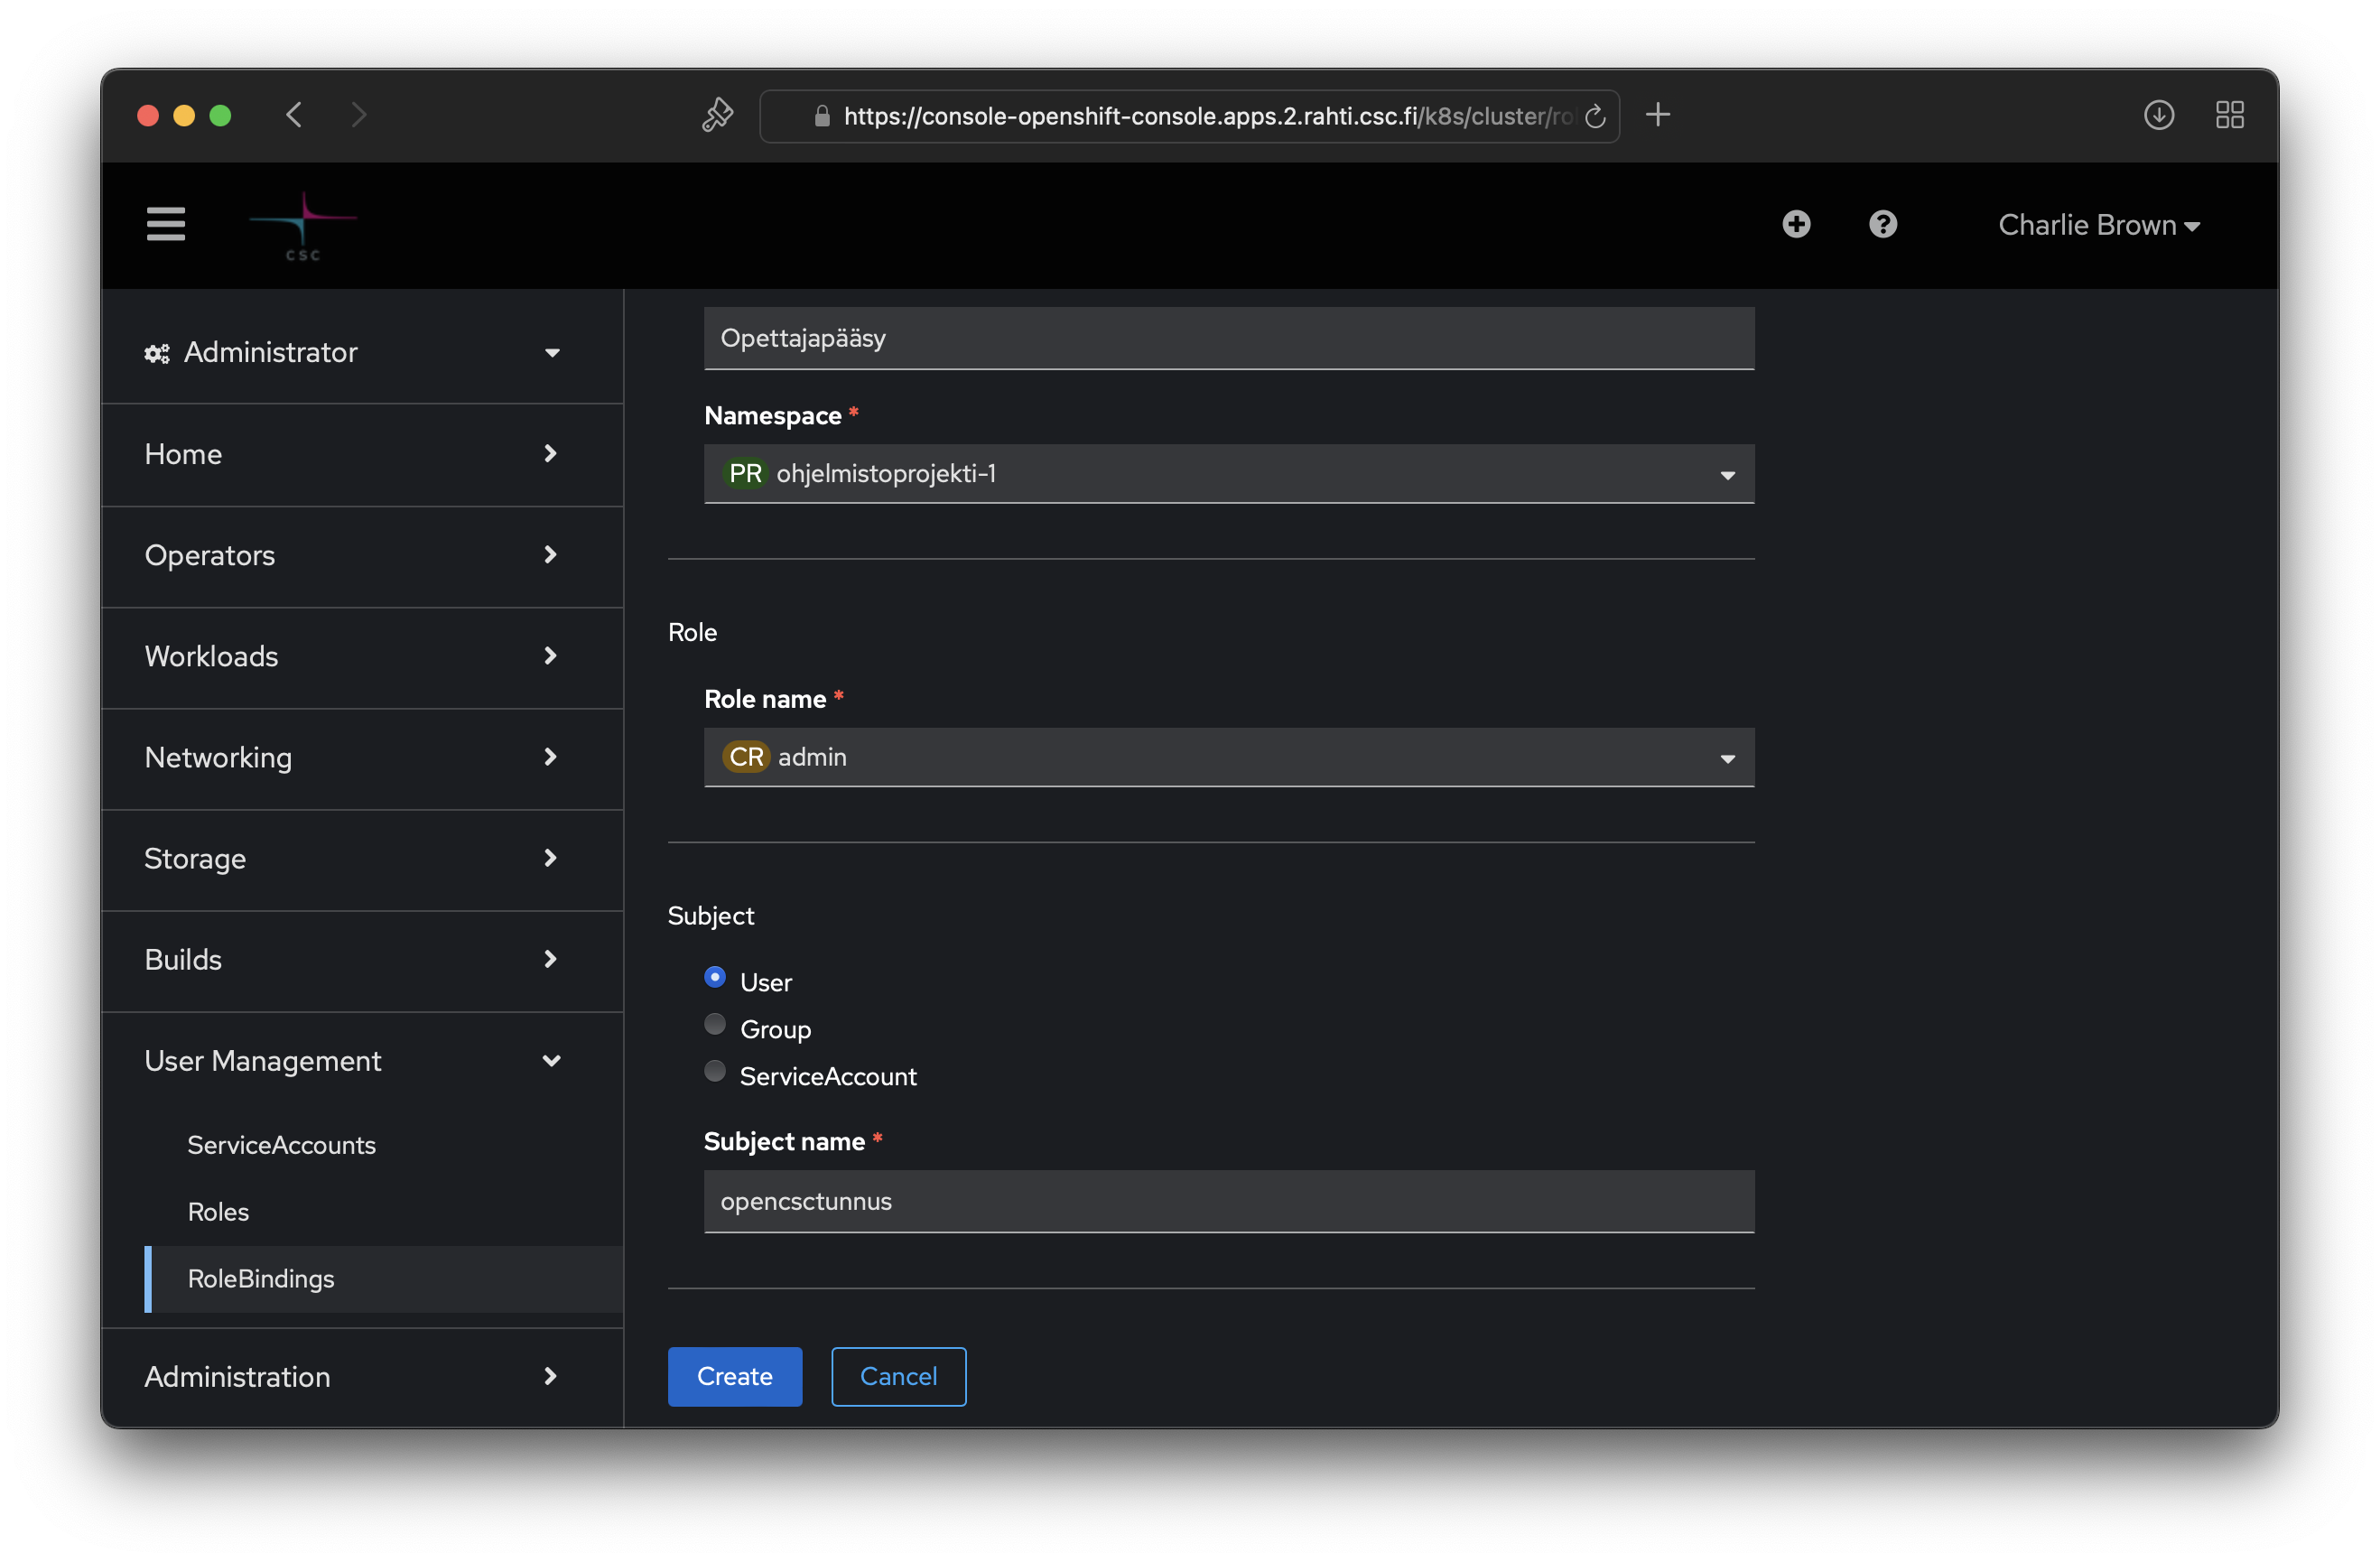 https://console-openshift-console.apps.2.rahti.csc.fi/k8s/cluster/ro
csc
Charlie Brown
Administrator
Home
Operators
Workloads
Networking
Storage
Builds
User Management
ServiceAccounts
Roles
RoleBindings
Administration
Opettajapääsy
Namespace *
PR ohjelmistoprojekti-1
Role
Role name *
CR admin
Subject
User
Group
ServiceAccount
Subject name *
opencsctunnus
Create Cancel